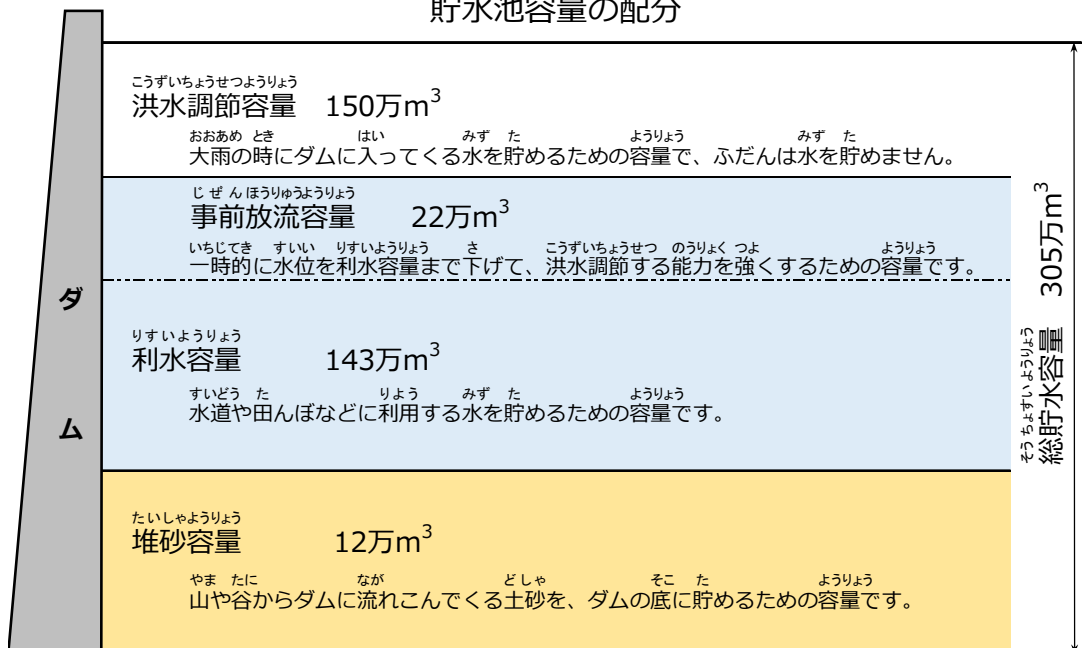 貯水池容量の配分
こうずいちょうせつようりょう
洪水調節容量 150万m³
おおあめ とき はい みず た ようりょう みず た
大雨の時にダムに入ってくる水を貯めるための容量で、ふだんは水を貯めません。
じぜんほうりゅうようりょう
事前放流容量 22万m³
いちじてき すいい りすいようりょう さ こうずいちょうせつ のうりょく つよ ようりょう
一時的に水位を利水容量まで下げて、洪水調節する能力を強くするための容量です。
りすいようりょう
利水容量 143万m³
すいどう た りよう みず た ようりょう
水道や田んぼなどに利用する水を貯めるための容量です。
たいしゃようりょう
堆砂容量 12万m³
やま たに なが どしゃ そこ た ようりょう
山や谷からダムに流れこんでくる土砂を、ダムの底に貯めるための容量です。
ダム
そうちょすいようりょう
総貯水容量 305万m³